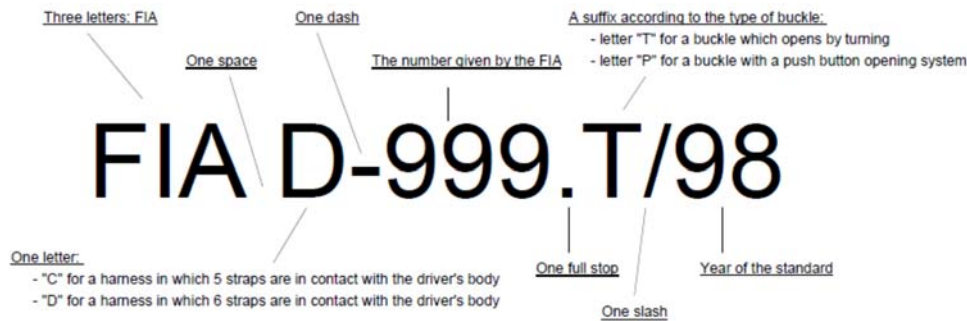 Three letters: FIA
One dash
A suffix according to the type of buckle:
- letter "T" for a buckle which opens by turning
- letter "P" for a buckle with a push button opening system
One space
The number given by the FIA
FIA D-999.T/98
One letter:
- "C" for a harness in which 5 straps are in contact with the driver's body
- "D" for a harness in which 6 straps are in contact with the driver's body
One full stop
Year of the standard
One slash